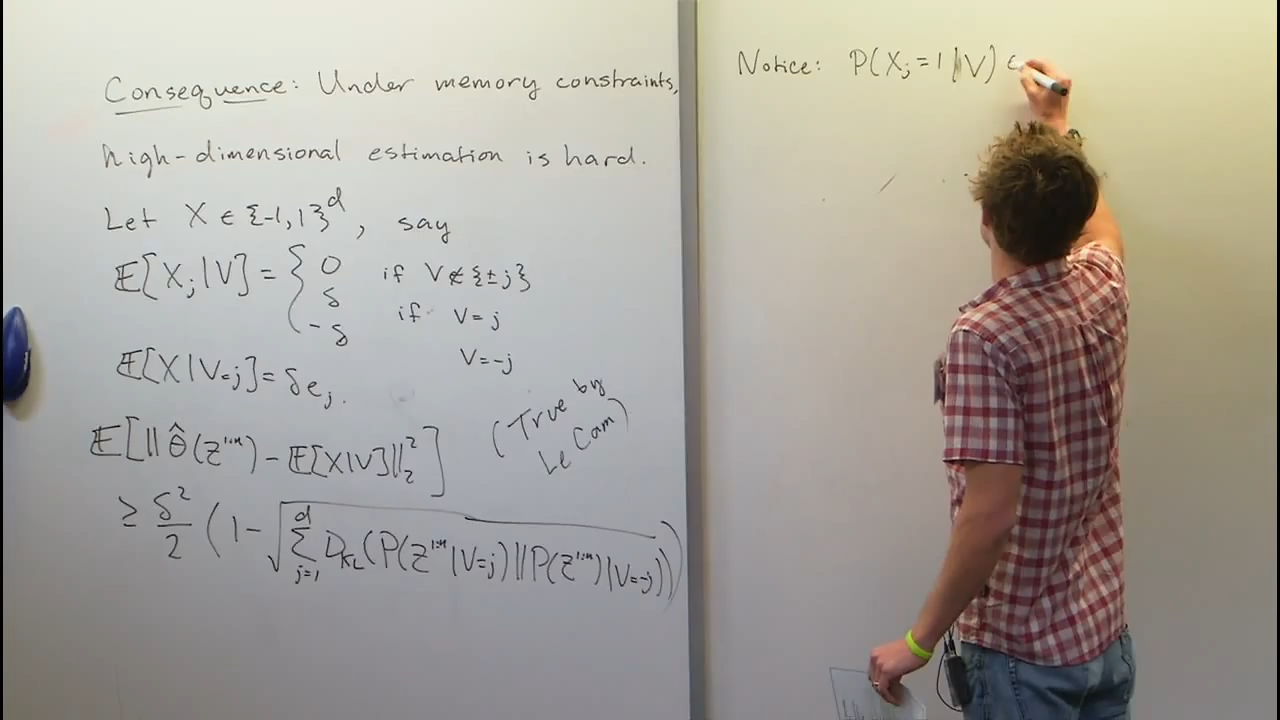 Consequence: Under memory constraints,
high-dimensional estimation is hard.
Let X ∈ {-1,1}^d, say
E[X_j|V] = { 0 if V ∉ {±j}
δ if V=j
-δ V=-j
E[X|V=j] = δe_j.
E[||θ̂(Z^{1:n}) - E[X|V]||_2^2]
(True by
Le Cam)
≥ δ^2/2 (1-√(Σ_{j=1}^d D_KL(P(Z^{1:n}|V=j)||P(Z^{1:n})|V=-j)))
Notice: P(X_j=1|V) ∈